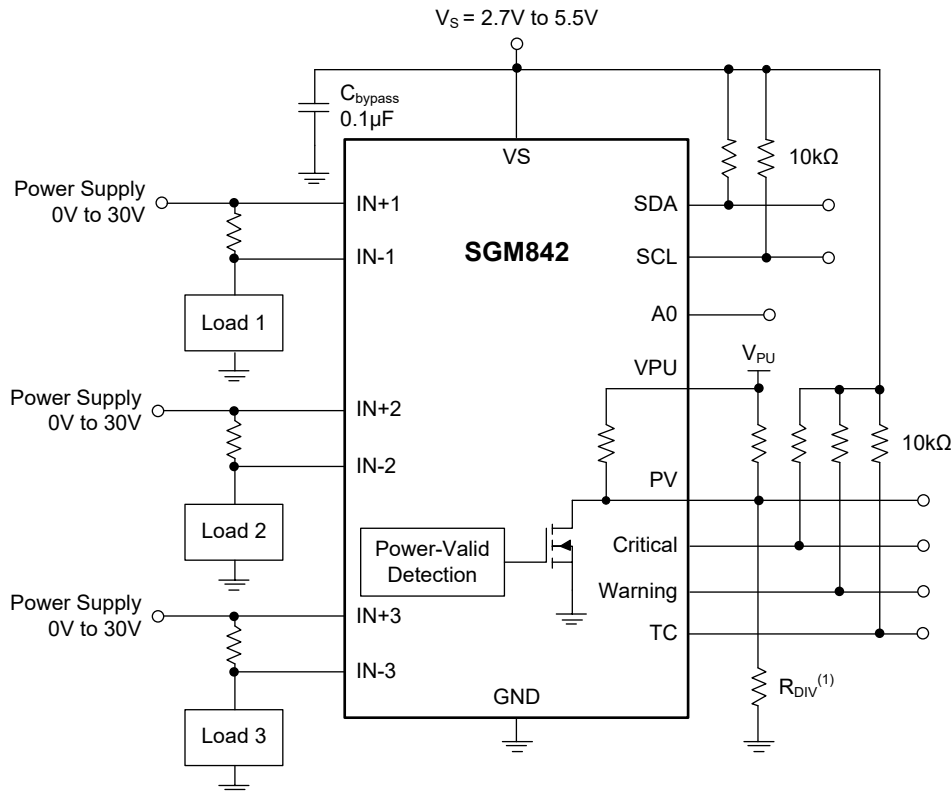 V_S = 2.7V to 5.5V
C_bypass
0.1µF
VS
10kΩ
Power Supply
0V to 30V
IN+1
SDA
SGM842
IN-1
SCL
Load 1
A0
VPU
V_PU
Power Supply
0V to 30V
IN+2
10kΩ
IN-2
PV
Load 2
Power-Valid
Detection
Critical
Warning
Power Supply
0V to 30V
IN+3
TC
IN-3
R_DIV^(1)
GND
Load 3